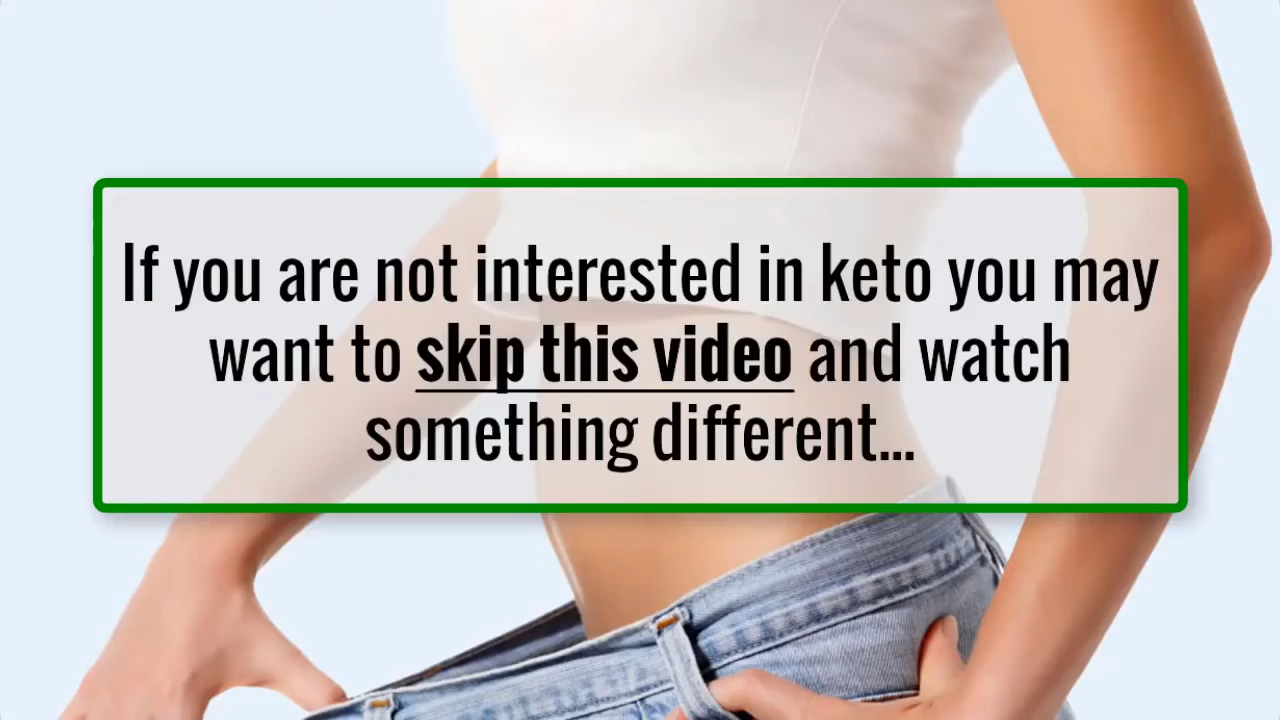 If you are not interested in keto you may
want to skip this video and watch
something different...